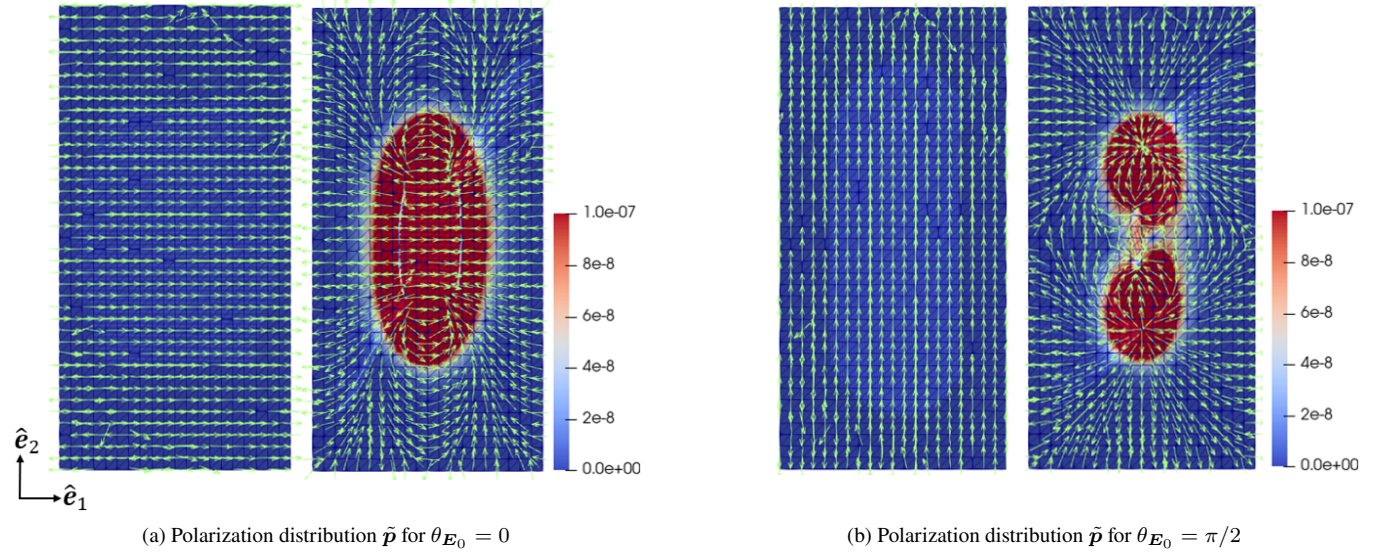 1.0e-07
8e-8
6e-8
4e-8
2e-8
0.0e+00
ê₂
ê₁
1.0e-07
8e-8
6e-8
4e-8
2e-8
0.0e+00
(a) Polarization distribution p̃ for θ_E₀ = 0
(b) Polarization distribution p̃ for θ_E₀ = π/2